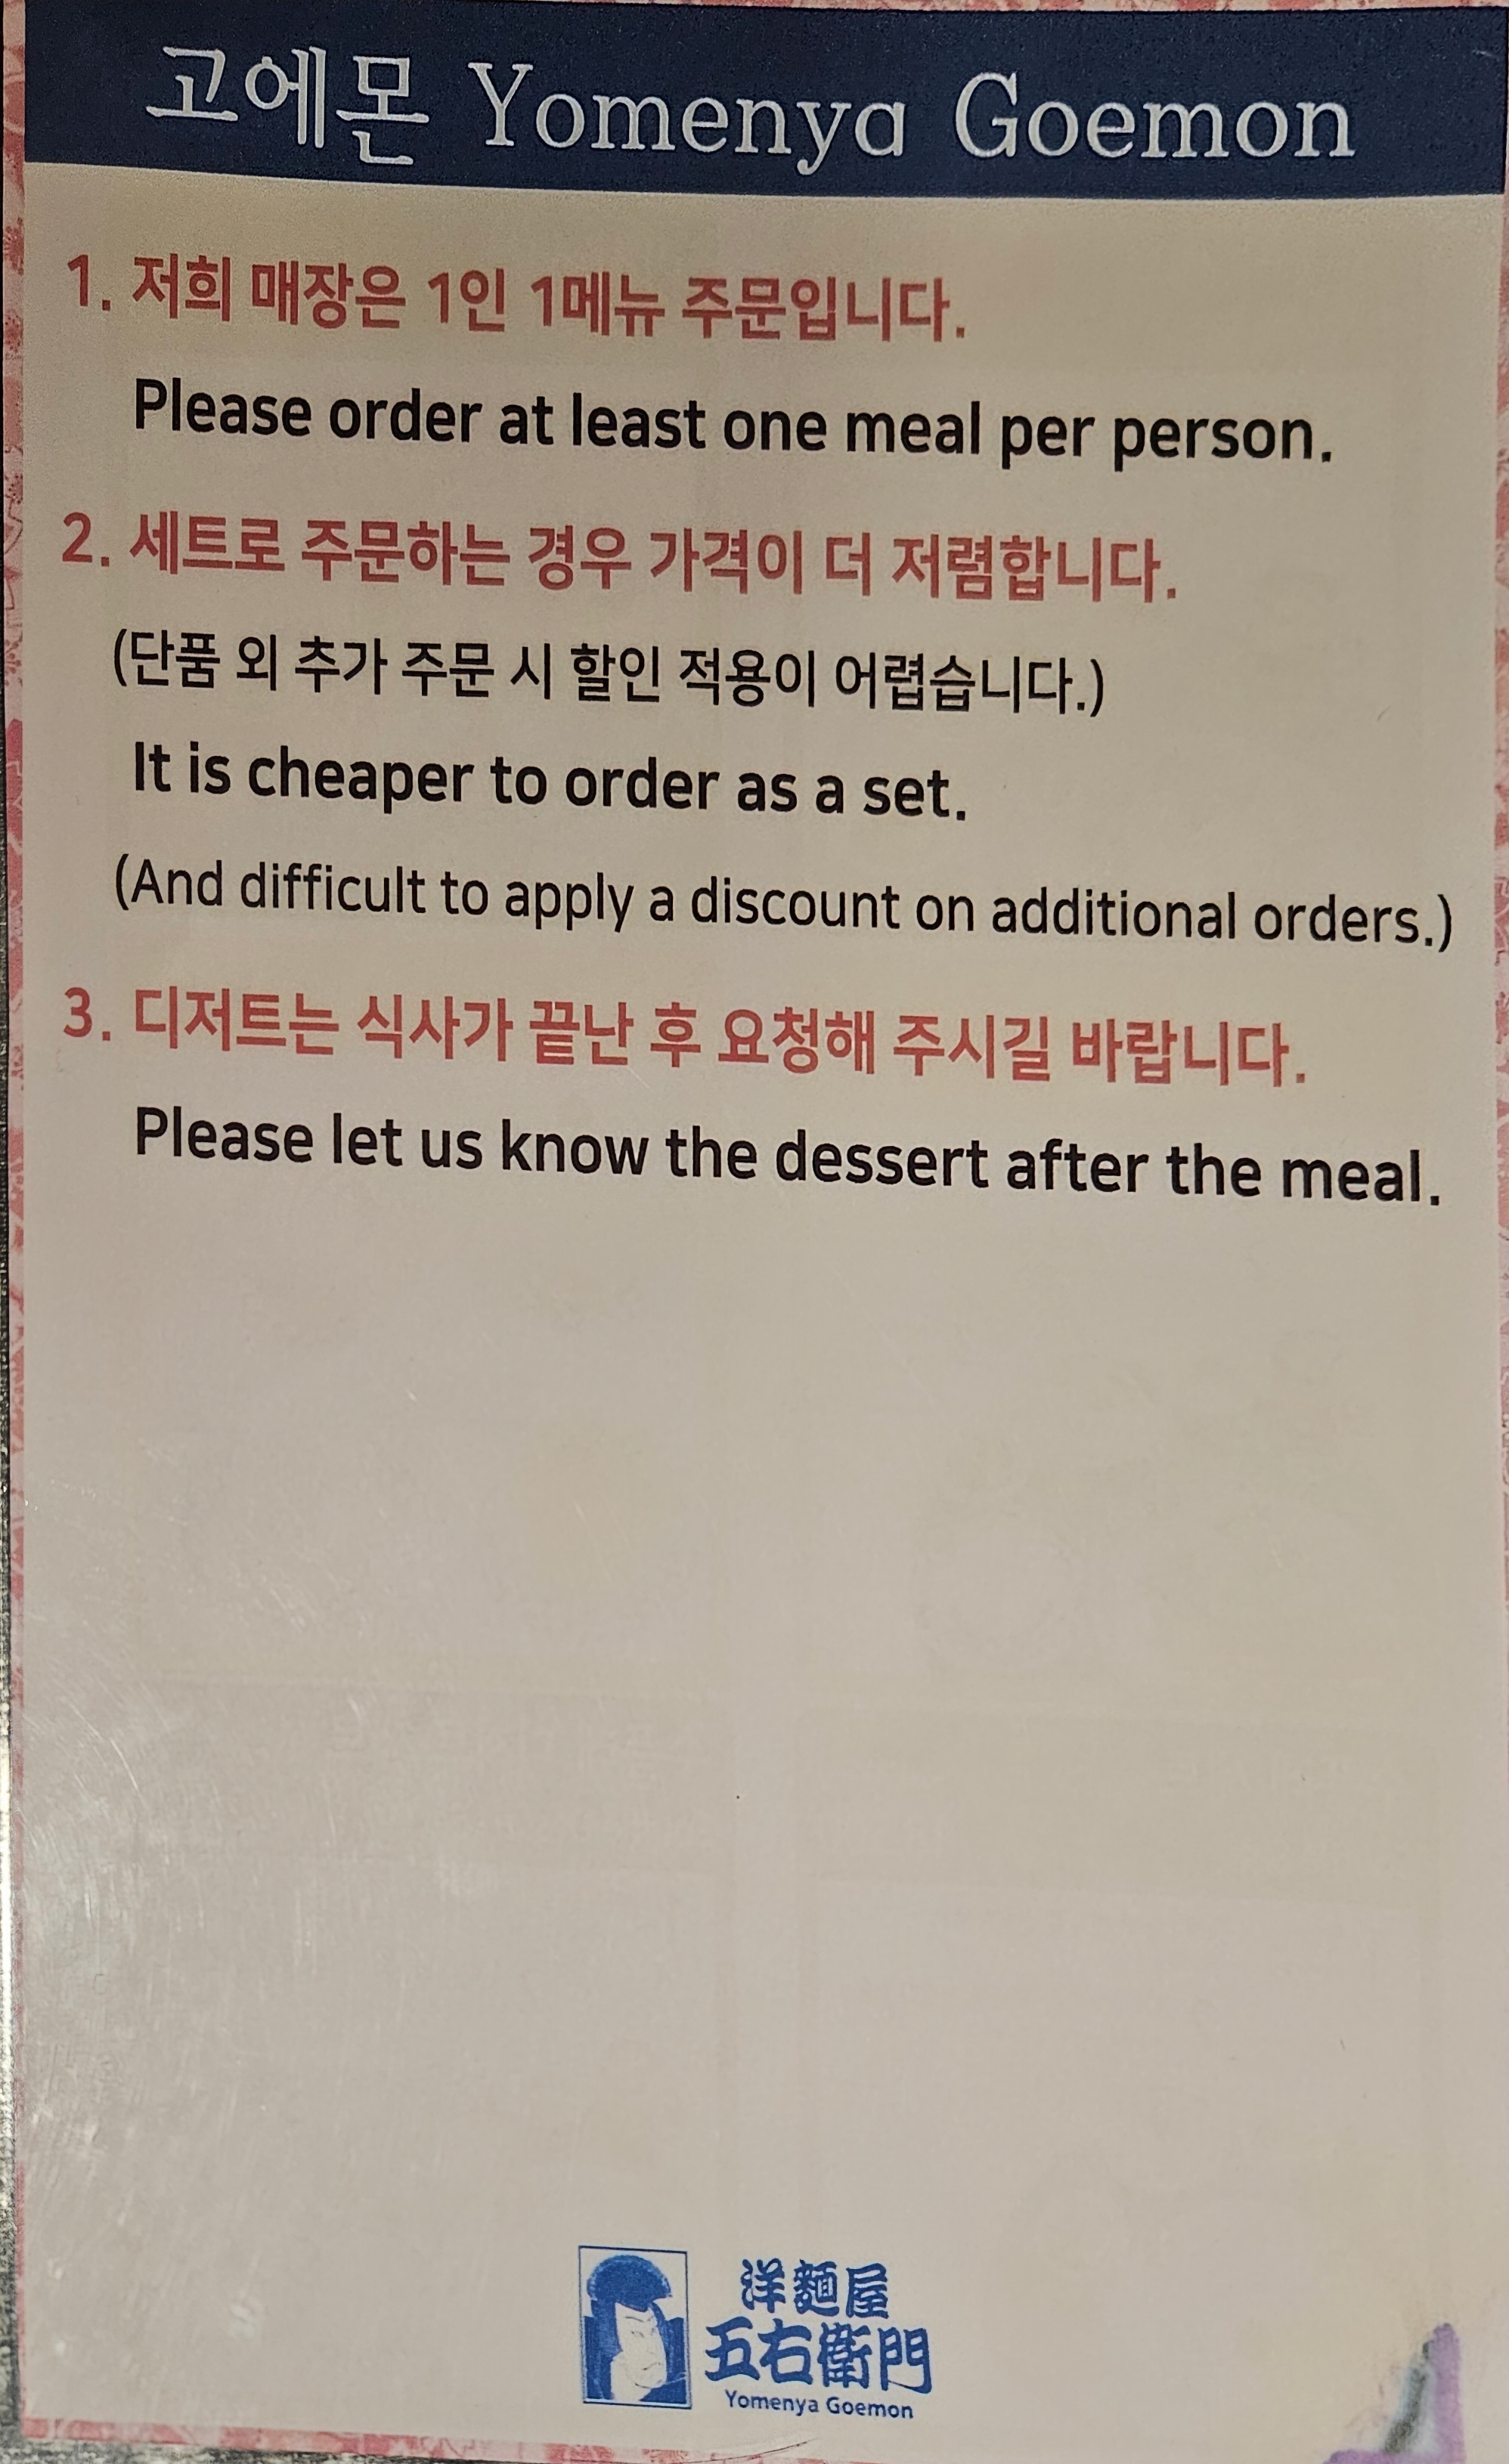 고에몬 Yomenya Goemon
1. 저희 매장은 1인 1메뉴 주문입니다.
Please order at least one meal per person.
2. 세트로 주문하는 경우 가격이 더 저렴합니다.
(단품 외 추가 주문 시 할인 적용이 어렵습니다.)
It is cheaper to order as a set.
(And difficult to apply a discount on additional orders.)
3. 디저트는 식사가 끝난 후 요청해 주시길 바랍니다.
Please let us know the dessert after the meal.
洋麺屋
五右衛門
Yomenya Goemon